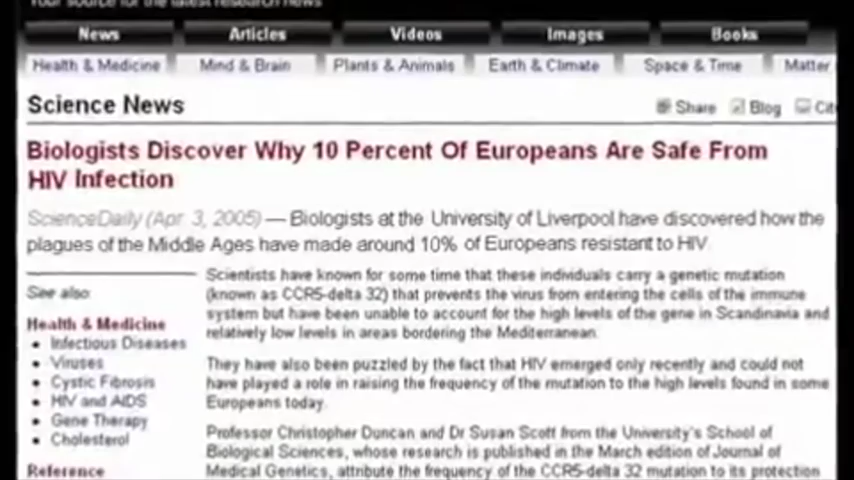 Your source for the latest research news
News Articles Videos Images Books
Health & Medicine Mind & Brain Plants & Animals Earth & Climate Space & Time Matter
Science News
Share Blog Cit
Biologists Discover Why 10 Percent Of Europeans Are Safe From
HIV Infection
ScienceDaily (Apr. 3, 2005) — Biologists at the University of Liverpool have discovered how the
plagues of the Middle Ages have made around 10% of Europeans resistant to HIV.
See also:
Health & Medicine
• Infectious Diseases
• Viruses
• Cystic Fibrosis
• HIV and AIDS
• Gene Therapy
• Cholesterol
Reference
Scientists have known for some time that these individuals carry a genetic mutation
(known as CCR5-delta 32) that prevents the virus from entering the cells of the immune
system but have been unable to account for the high levels of the gene in Scandinavia and
relatively low levels in areas bordering the Mediterranean.
They have also been puzzled by the fact that HIV emerged only recently and could not
have played a role in raising the frequency of the mutation to the high levels found in some
Europeans today.
Professor Christopher Duncan and Dr Susan Scott from the University's School of
Biological Sciences, whose research is published in the March edition of Journal of
Medical Genetics, attribute the frequency of the CCR5-delta 32 mutation to its protection